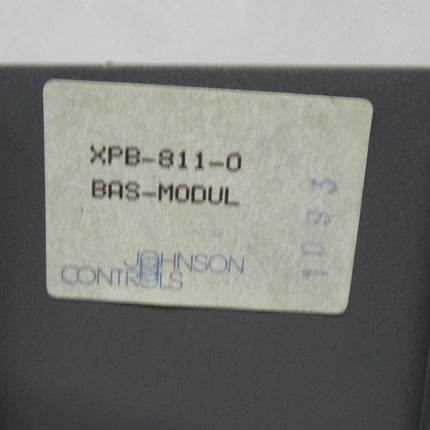 XPB-811-0
BAS-MODUL
JOHNSON
CONTROLS
1093